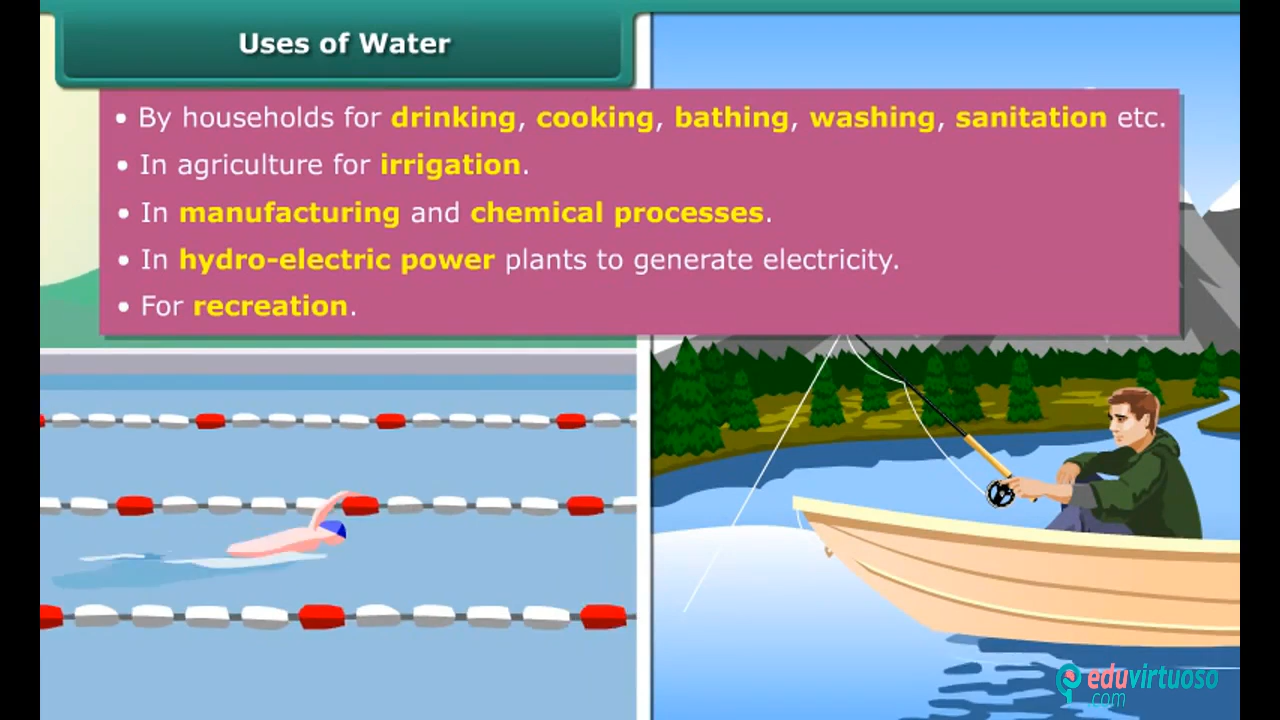 Uses of Water
• By households for drinking, cooking, bathing, washing, sanitation etc.
• In agriculture for irrigation.
• In manufacturing and chemical processes.
• In hydro-electric power plants to generate electricity.
• For recreation.
eduvirtuoso
.com